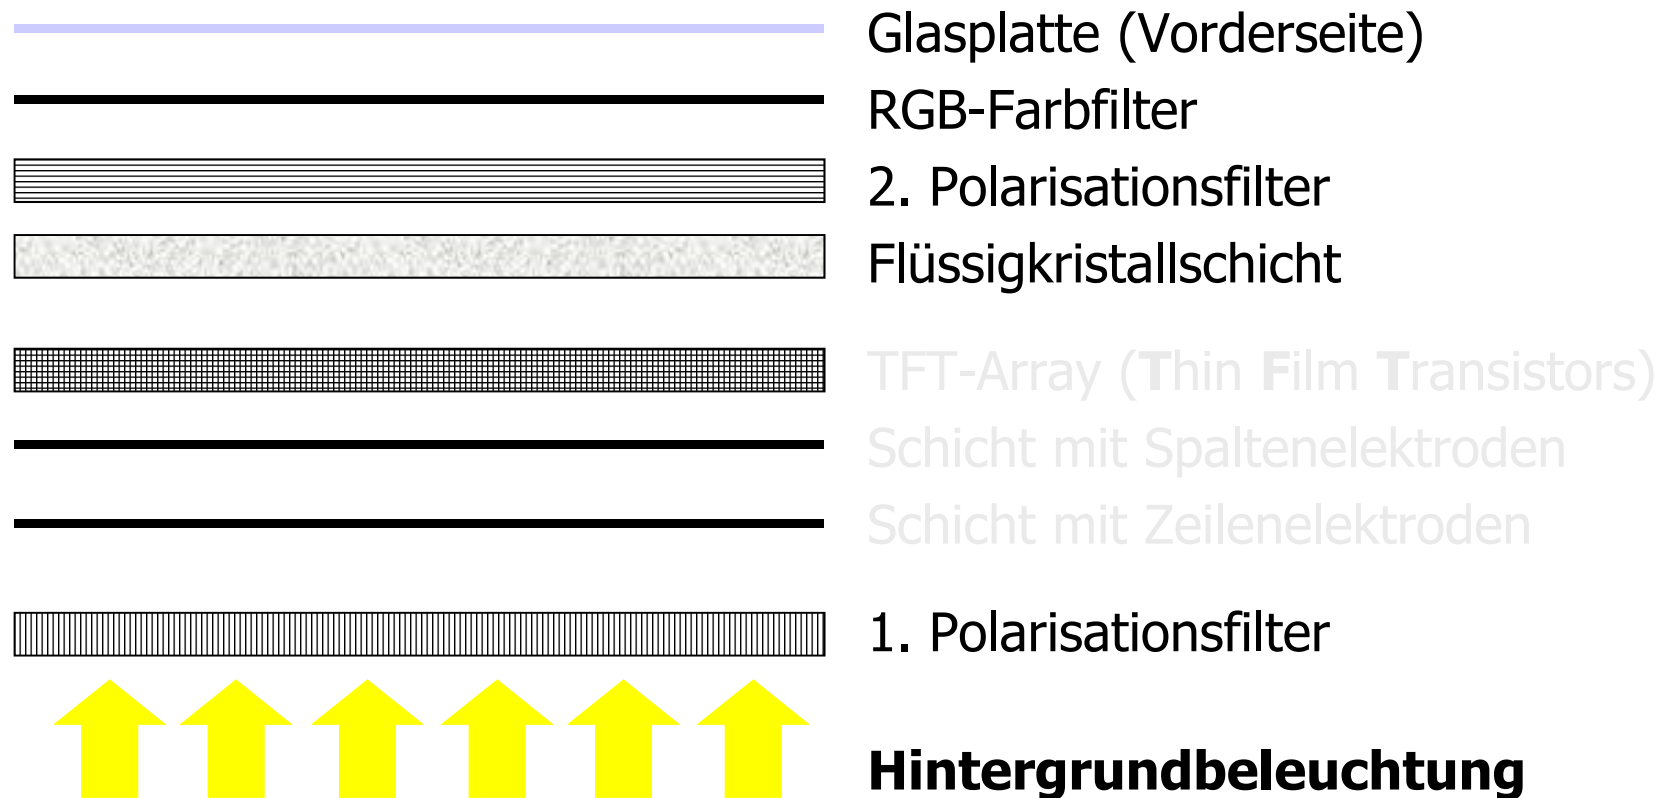 Glasplatte (Vorderseite)
RGB-Farbfilter
2. Polarisationsfilter
Flüssigkristallschicht
TFT-Array (Thin Film Transistors)
Schicht mit Spaltenelektroden
Schicht mit Zeilenelektroden
1. Polarisationsfilter
Hintergrundbeleuchtung